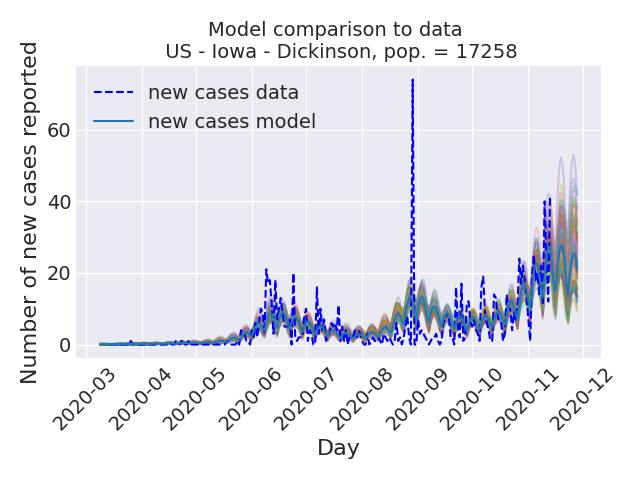 Model comparison to data
US - Iowa - Dickinson, pop. = 17258
new cases data
new cases model
Number of new cases reported
60
40
20
0
2020-03
2020-04
2020-05
2020-06
2020-07
2020-08
2020-09
2020-10
2020-11
2020-12
Day